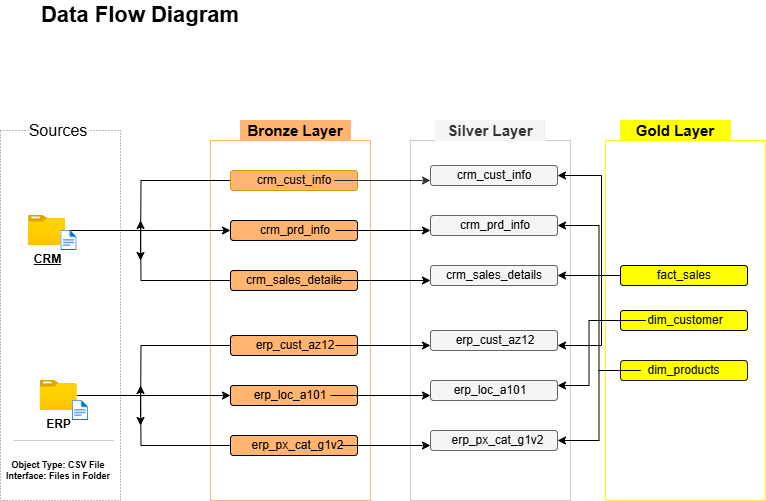 Data Flow Diagram
Sources
Bronze Layer
Silver Layer
Gold Layer
crm_cust_info
crm_cust_info
crm_prd_info
crm_prd_info
CRM
crm_sales_details
crm_sales_details
fact_sales
dim_customer
erp_cust_az12
erp_cust_az12
dim_products
erp_loc_a101
erp_loc_a101
ERP
erp_px_cat_g1v2
erp_px_cat_g1v2
Object Type: CSV File
Interface: Files in Folder